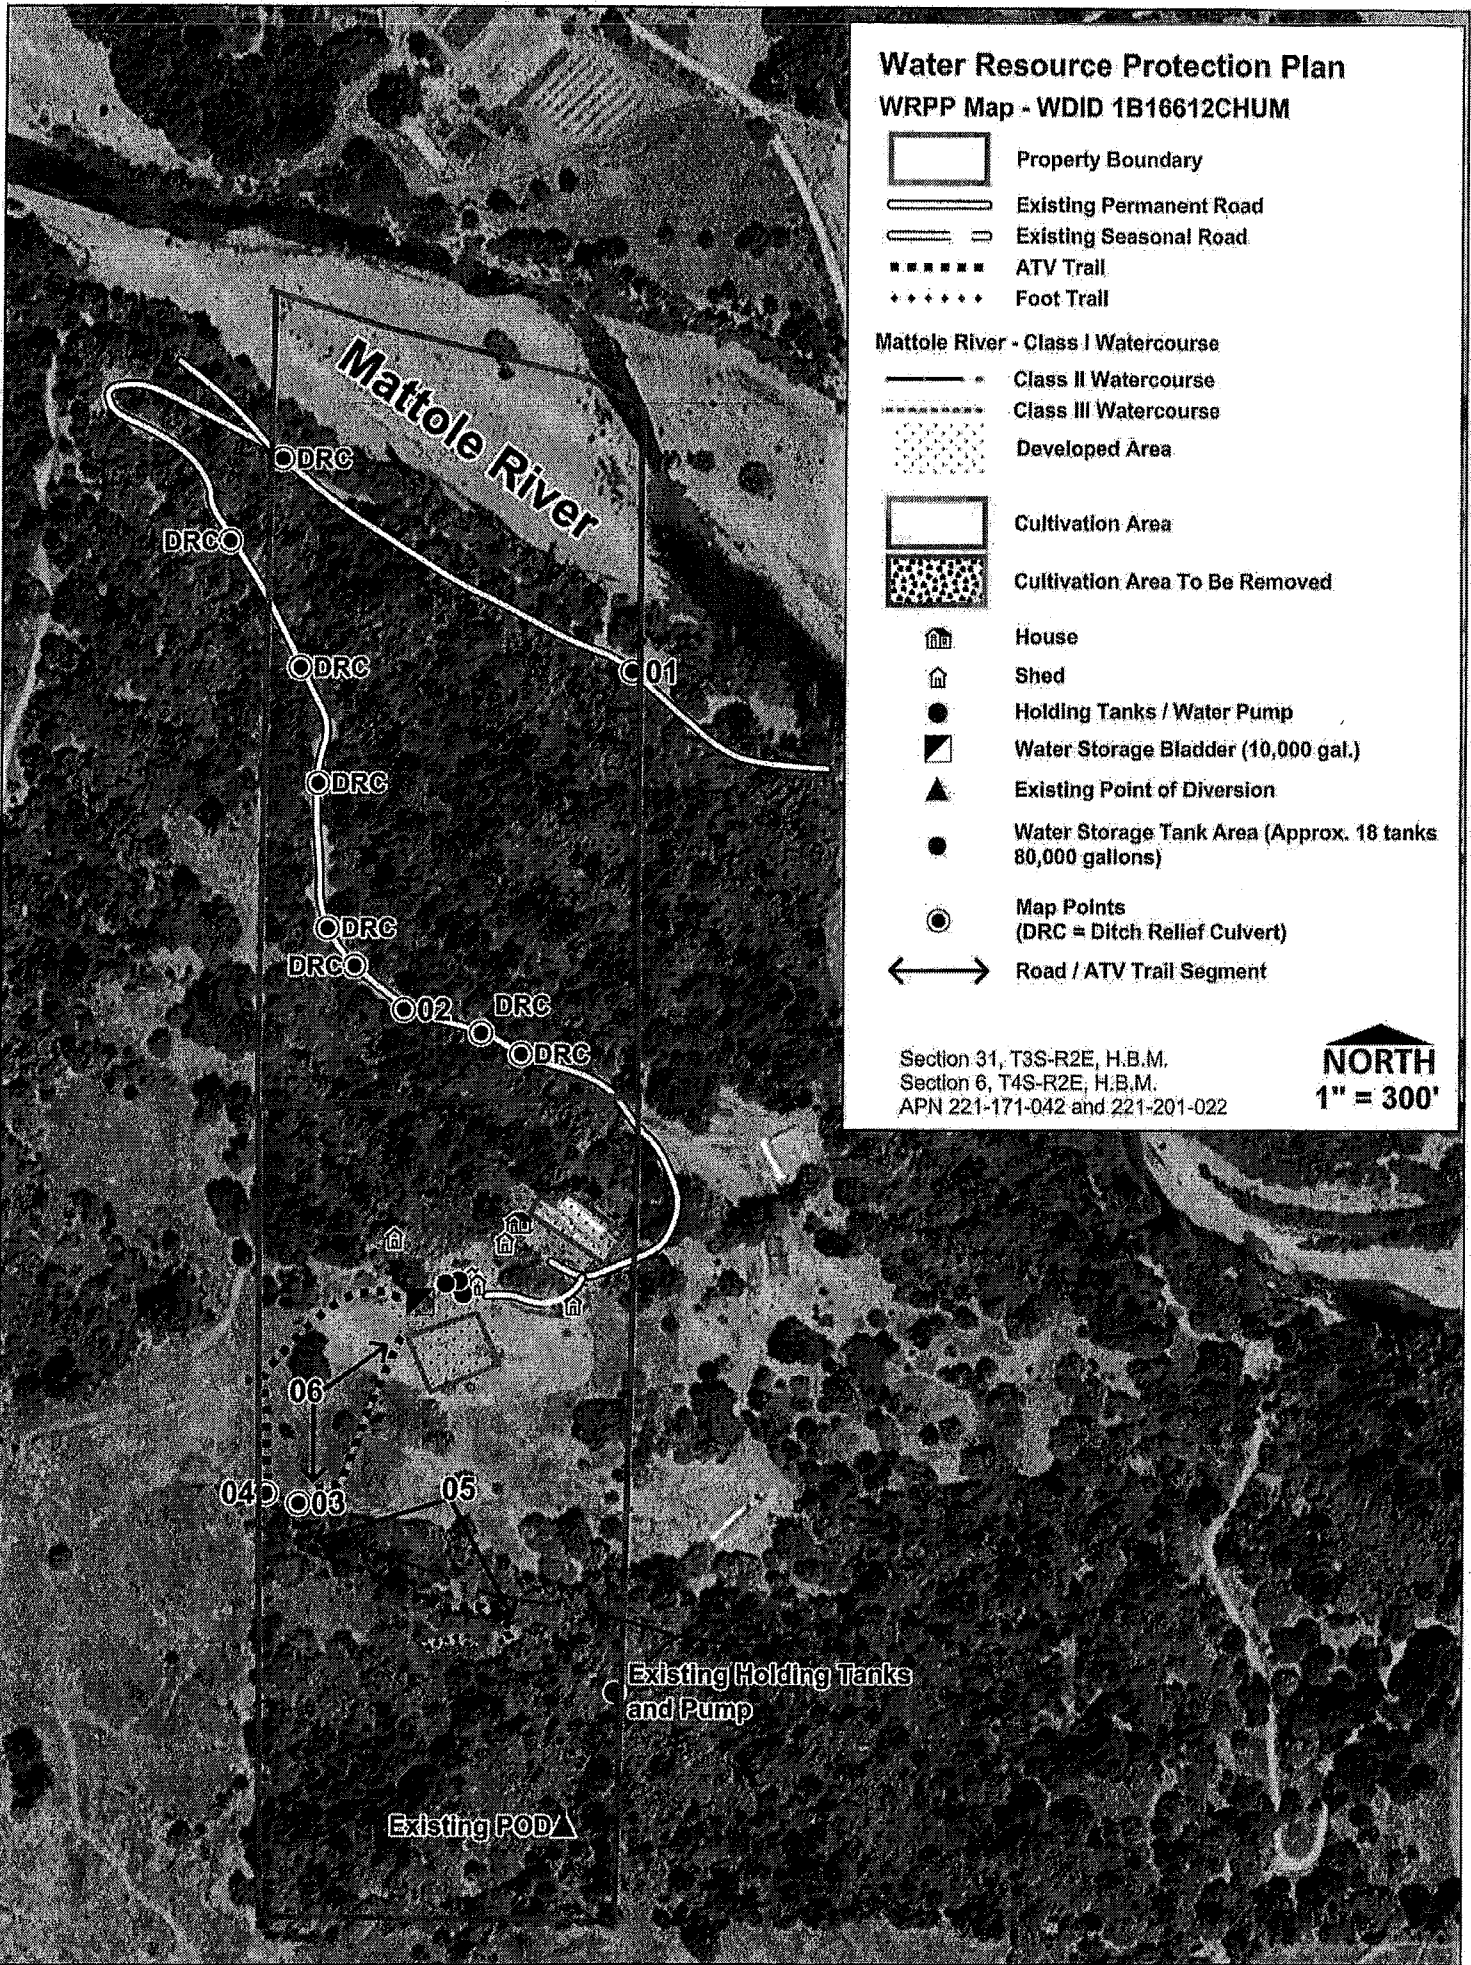 Water Resource Protection Plan
WRPP Map - WDID 1B16612CHUM
Property Boundary
Existing Permanent Road
Existing Seasonal Road
ATV Trail
Foot Trail
Mattole River - Class I Watercourse
Class II Watercourse
Class III Watercourse
Developed Area
Cultivation Area
Cultivation Area To Be Removed
House
Shed
Holding Tanks / Water Pump
Water Storage Bladder (10,000 gal.)
Existing Point of Diversion
Water Storage Tank Area (Approx. 18 tanks
80,000 gallons)
Map Points
(DRC = Ditch Relief Culvert)
Road / ATV Trail Segment
Section 31, T3S-R2E, H.B.M.
Section 6, T4S-R2E, H.B.M.
APN 221-171-042 and 221-201-022
NORTH
1" = 300'
Mattole River
DRC
DRC
DRC
01
DRC
DRC
DRC
02
DRC
DRC
06
05
04
03
Existing Holding Tanks
and Pump
Existing POD